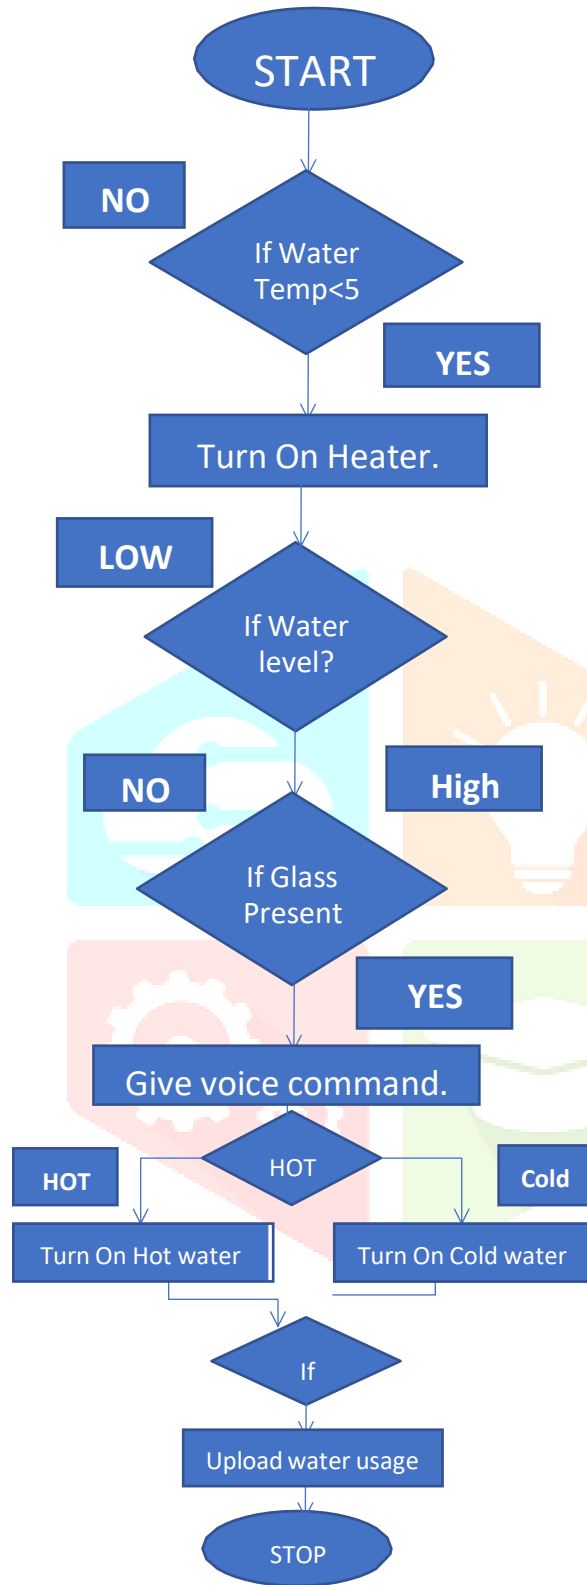 START
NO
If Water
Temp<5
YES
Turn On Heater.
LOW
If Water
level?
NO
High
If Glass
Present
YES
Give voice command.
HOT
HOT
Cold
Turn On Hot water
Turn On Cold water
If
Upload water usage
STOP